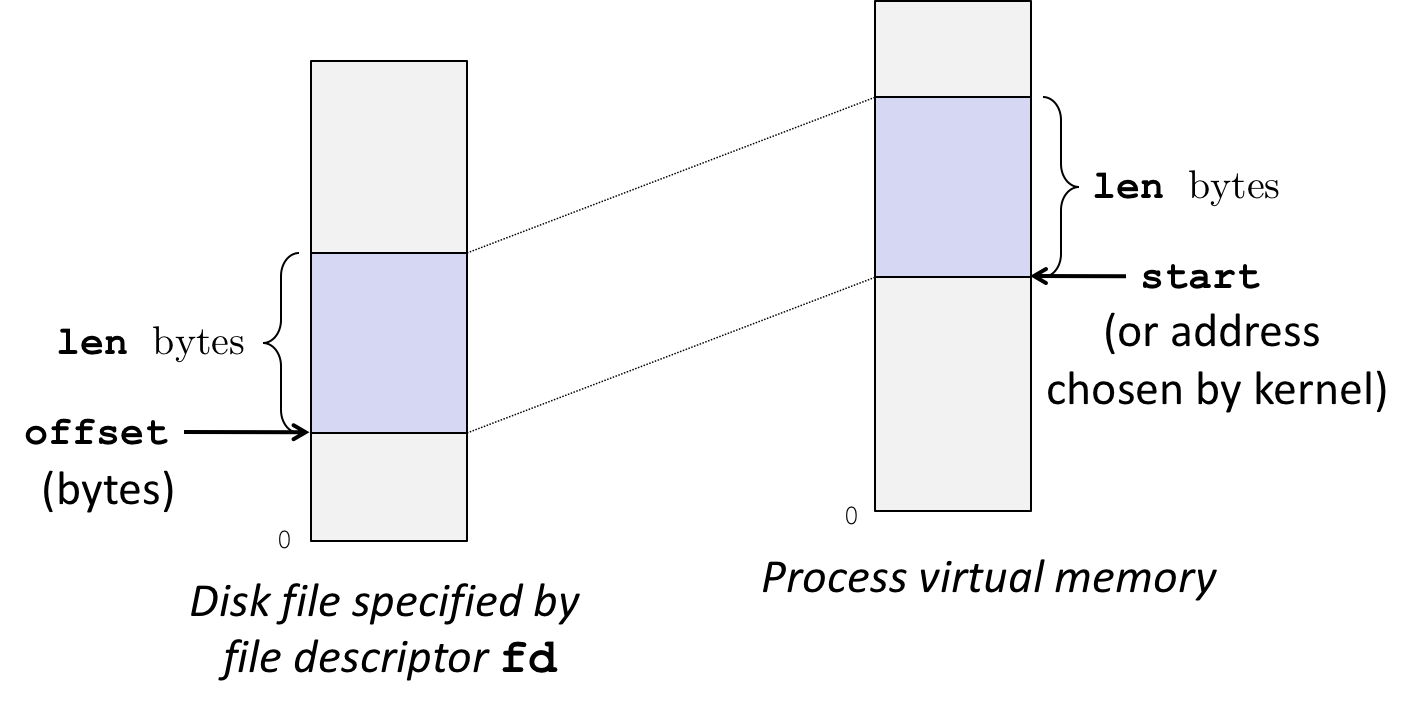 len bytes
offset
(bytes)
0
Disk file specified by
file descriptor fd
len bytes
start
(or address
chosen by kernel)
0
Process virtual memory